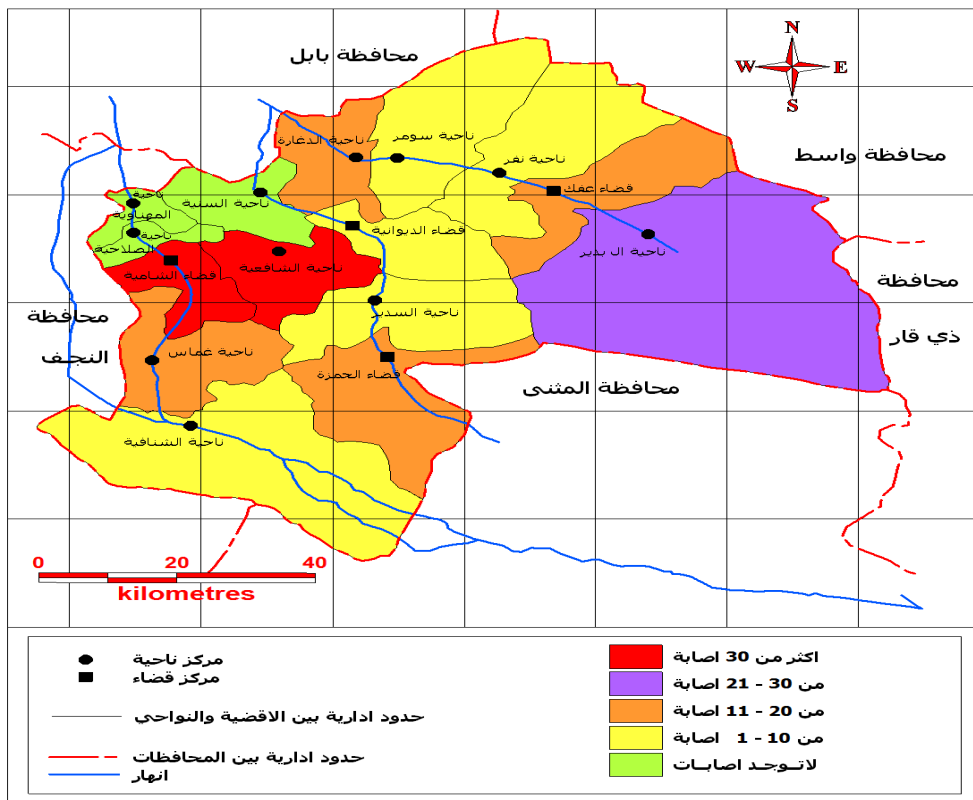 محافظة بابل
N
W E
S
ناحية الدغارة
ناحية سومر
ناحية نفر
محافظة واسط
قضاء عفك
ناحية السنية
ناحية
المهناوية
ناحية
الصلاحية
قضاء الديوانية
ناحية ال بدير
قضاء الشامية
ناحية الشافعية
محافظة
ذي قار
ناحية السدير
محافظة
النجف
ناحية غماس
قضاء الحمزة
محافظة المثنى
ناحية الشنافية
0 20 40
kilometres
مركز ناحية
مركز قضاء
حدود ادارية بين الاقضية والنواحي
حدود ادارية بين المحافظات
انهار
اكثر من 30 اصابة
من 30 - 21 اصابة
من 20 - 11 اصابة
من 10 - 1 اصابة
لاتــوجـد اصابــات